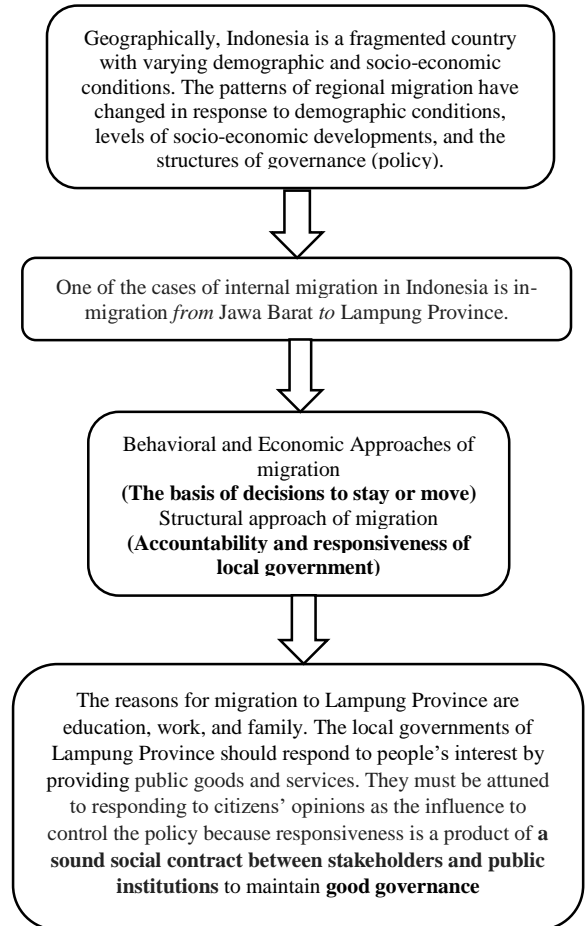 Geographically, Indonesia is a fragmented country
with varying demographic and socio-economic
conditions. The patterns of regional migration have
changed in response to demographic conditions,
levels of socio-economic developments, and the
structures of governance (policy).
One of the cases of internal migration in Indonesia is in-
migration from Jawa Barat to Lampung Province.
Behavioral and Economic Approaches of
migration
(The basis of decisions to stay or move)
Structural approach of migration
(Accountability and responsiveness of
local government)
The reasons for migration to Lampung Province are
education, work, and family. The local governments of
Lampung Province should respond to people’s interest by
providing public goods and services. They must be attuned
to responding to citizens’ opinions as the influence to
control the policy because responsiveness is a product of a
sound social contract between stakeholders and public
institutions to maintain good governance